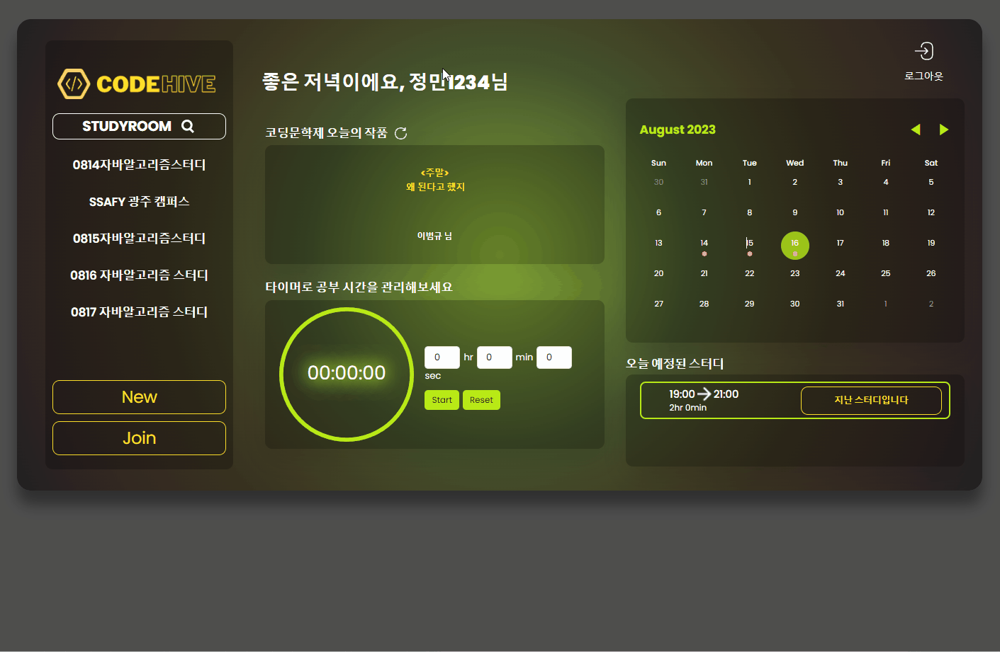 CODEHIVE
STUDYROOM
0814자바알고리즘스터디
SSAFY 광주 캠퍼스
0815자바알고리즘스터디
0816 자바알고리즘 스터디
0817 자바알고리즘 스터디
New
Join
좋은 저녁이에요, 정민1234님
코딩문학제 오늘의 작품
<주말>
왜 된다고 했지
이범규 님
타이머로 공부 시간을 관리해보세요
00:00:00
0 hr 0 min 0
sec
Start Reset
로그아웃
August 2023
Sun Mon Tue Wed Thu Fri Sat
30 31 1 2 3 4 5
6 7 8 9 10 11 12
13 14 15 16 17 18 19
20 21 22 23 24 25 26
27 28 29 30 31 1 2
오늘 예정된 스터디
19:00 → 21:00
2hr 0min
지난 스터디입니다